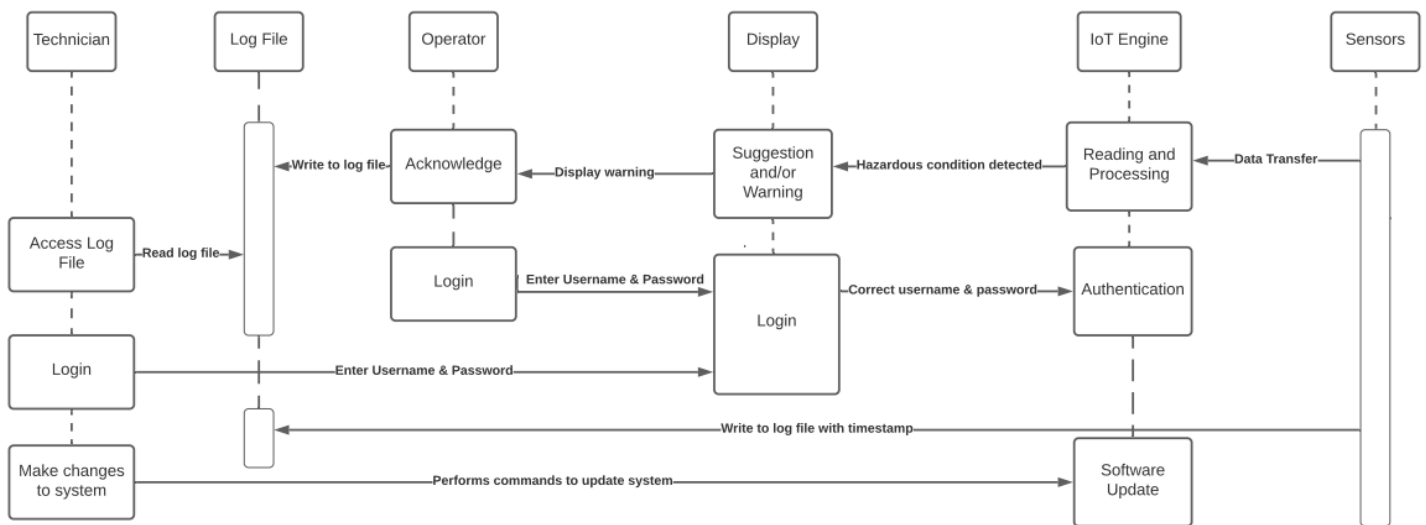 Technician
Log File
Operator
Display
IoT Engine
Sensors
Write to log file
Acknowledge
Display warning
Suggestion
and/or
Warning
Hazardous condition detected
Reading and
Processing
Data Transfer
Access Log
File
Read log file
Login
Enter Username & Password
Login
Correct username & password
Authentication
Login
Enter Username & Password
Write to log file with timestamp
Make changes
to system
Performs commands to update system
Software
Update